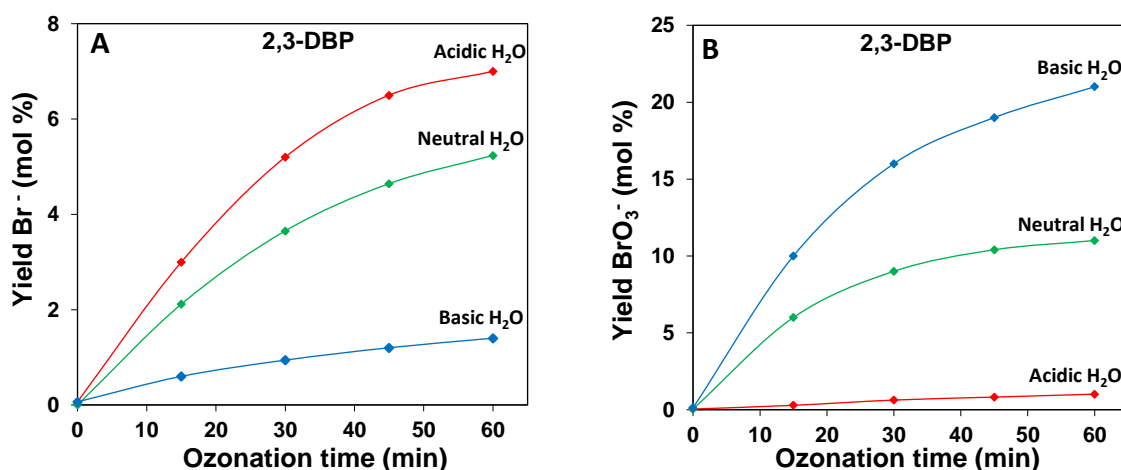 A
2,3-DBP
Acidic H₂O
Neutral H₂O
Basic H₂O
Yield Br⁻ (mol %)
8
6
4
2
0
0 10 20 30 40 50 60
Ozonation time (min)
B
2,3-DBP
Basic H₂O
Neutral H₂O
Acidic H₂O
Yield BrO₃⁻ (mol %)
25
20
15
10
5
0
0 10 20 30 40 50 60
Ozonation time (min)